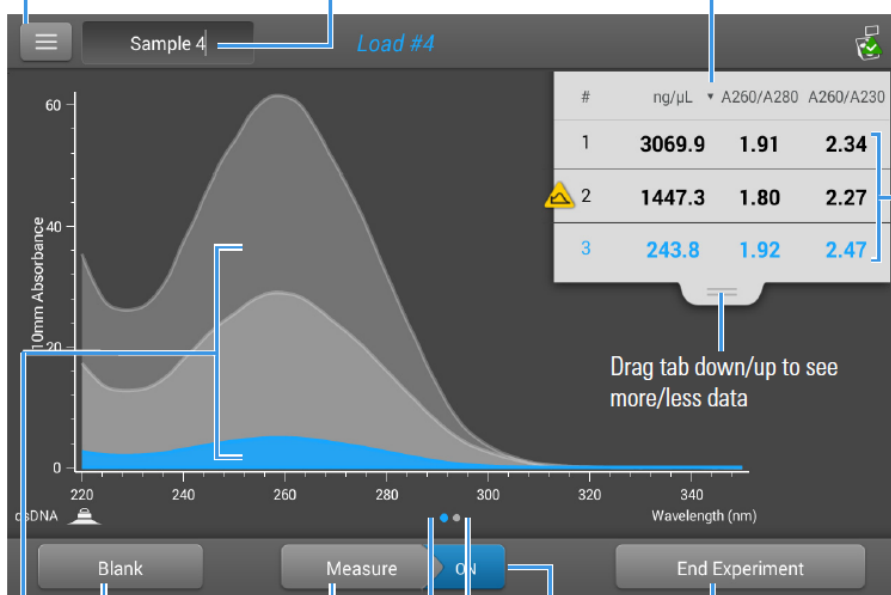 Sample 4
Load #4
# ng/µL A260/A280 A260/A230
1 3069.9 1.91 2.34
2 1447.3 1.80 2.27
3 243.8 1.92 2.47
Drag tab down/up to see
more/less data
10mm Absorbance
60
40
20
0
220 240 260 280 300 320 340
dsDNA
Wavelength (nm)
Blank
Measure
ON
End Experiment